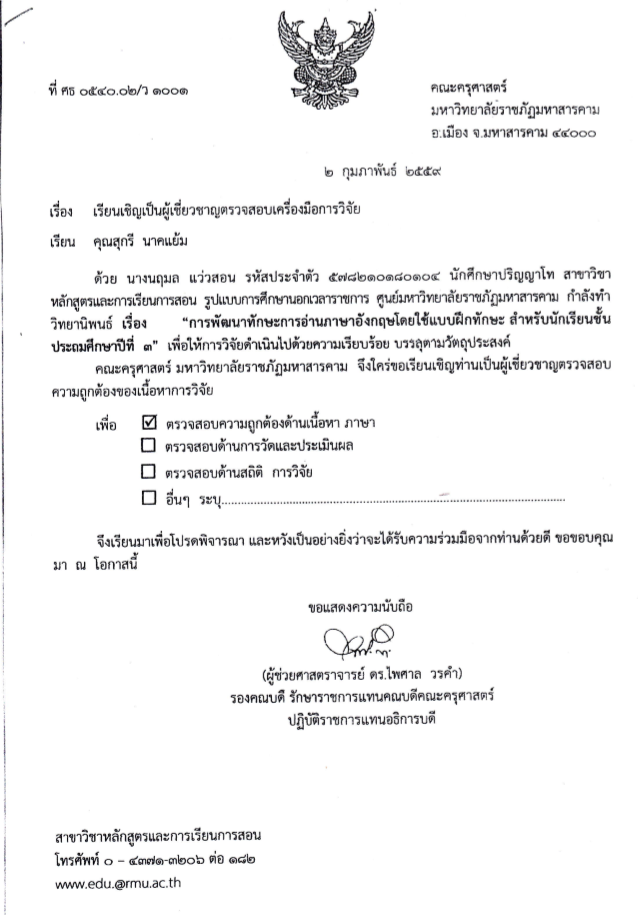 ที่ ศธ ๐๕๔๐.๐๒/ว ๑๐๐๑
คณะครุศาสตร์
มหาวิทยาลัยราชภัฏมหาสารคาม
อ.เมือง จ.มหาสารคาม ๔๔๐๐๐
๒ กุมภาพันธ์ ๒๕๕๙
เรื่อง เรียนเชิญเป็นผู้เชี่ยวชาญตรวจสอบเครื่องมือการวิจัย
เรียน คุณสุกรี นาคแย้ม
ด้วย นางนฤมล แว่วสอน รหัสประจำตัว ๕๗๘๒๑๐๑๘๐๑๐๔ นักศึกษาปริญญาโท สาขาวิชา
หลักสูตรและการเรียนการสอน รูปแบบการศึกษานอกเวลาราชการ ศูนย์มหาวิทยาลัยราชภัฏมหาสารคาม กำลังทำ
วิทยานิพนธ์ เรื่อง "การพัฒนาทักษะการอ่านภาษาอังกฤษโดยใช้แบบฝึกทักษะ สำหรับนักเรียนชั้น
ประถมศึกษาปีที่ ๓" เพื่อให้การวิจัยดำเนินไปด้วยความเรียบร้อย บรรลุตามวัตถุประสงค์
คณะครุศาสตร์ มหาวิทยาลัยราชภัฏมหาสารคาม จึงใคร่ขอเรียนเชิญท่านเป็นผู้เชี่ยวชาญตรวจสอบ
ความถูกต้องของเนื้อหาการวิจัย
เพื่อ ☑ ตรวจสอบความถูกต้องด้านเนื้อหา ภาษา
☐ ตรวจสอบด้านการวัดและประเมินผล
☐ ตรวจสอบด้านสถิติ การวิจัย
☐ อื่นๆ ระบุ..........................................................................................
จึงเรียนมาเพื่อโปรดพิจารณา และหวังเป็นอย่างยิ่งว่าจะได้รับความร่วมมือจากท่านด้วยดี ขอขอบคุณ
มา ณ โอกาสนี้
ขอแสดงความนับถือ
(ผู้ช่วยศาสตราจารย์ ดร.ไพศาล วรคำ)
รองคณบดี รักษาราชการแทนคณบดีคณะครุศาสตร์
ปฏิบัติราชการแทนอธิการบดี
สาขาวิชาหลักสูตรและการเรียนการสอน
โทรศัพท์ ๐ – ๔๓๗๑-๓๒๐๖ ต่อ ๑๘๒
www.edu.@rmu.ac.th